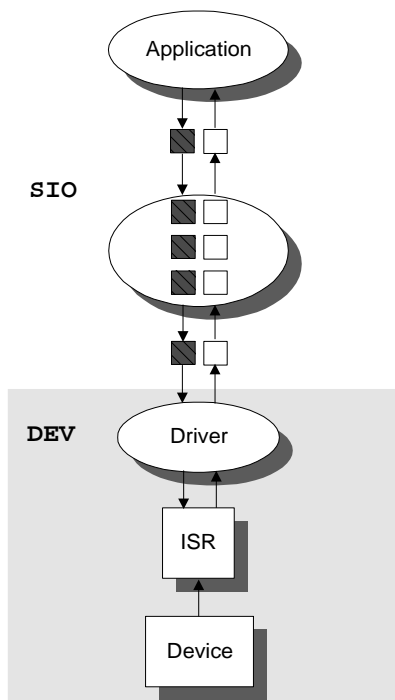 Application
SIO
DEV
Driver
ISR
Device